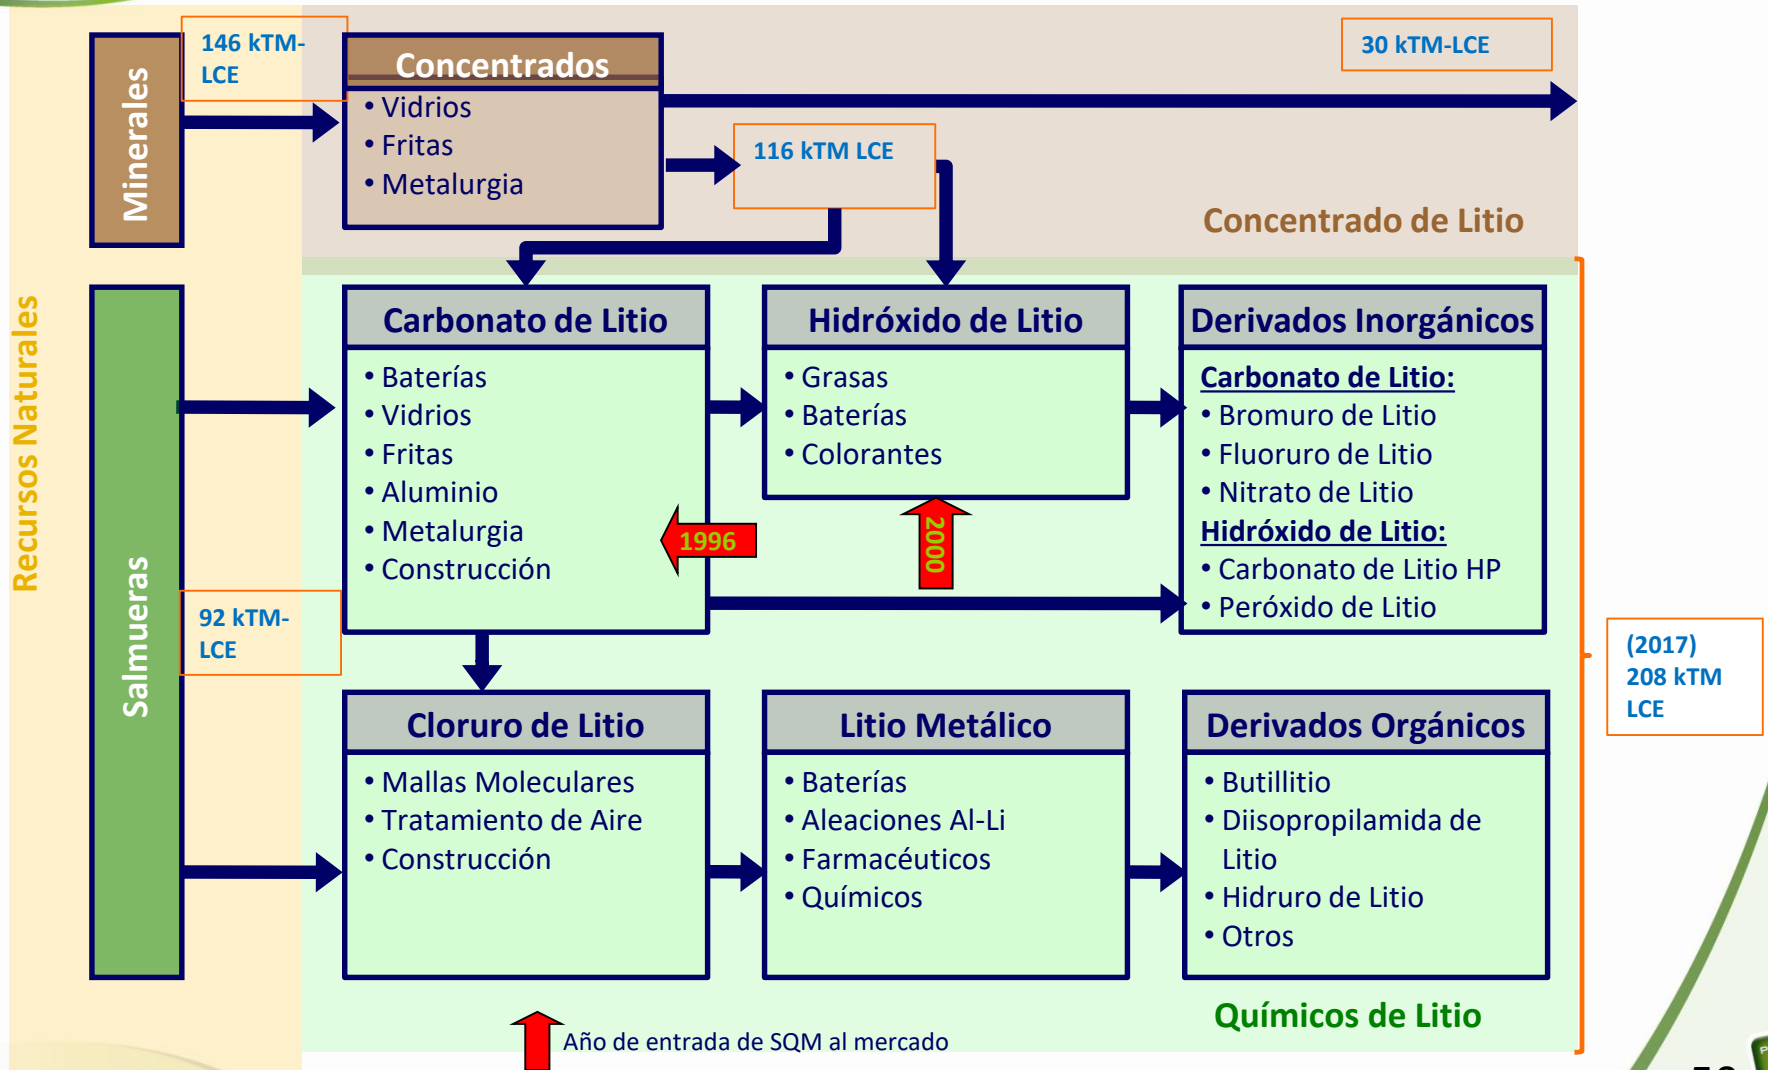 Recursos Naturales
Minerales
146 kTM-
LCE
Concentrados
• Vidrios
• Fritas
• Metalurgia
30 kTM-LCE
116 kTM LCE
Concentrado de Litio
Salmueras
92 kTM-
LCE
Carbonato de Litio
• Baterías
• Vidrios
• Fritas
• Aluminio
• Metalurgia
• Construcción
1996
Hidróxido de Litio
• Grasas
• Baterías
• Colorantes
2000
Derivados Inorgánicos
Carbonato de Litio:
• Bromuro de Litio
• Fluoruro de Litio
• Nitrato de Litio
Hidróxido de Litio:
• Carbonato de Litio HP
• Peróxido de Litio
(2017)
208 kTM
LCE
Cloruro de Litio
• Mallas Moleculares
• Tratamiento de Aire
• Construcción
Litio Metálico
• Baterías
• Aleaciones Al-Li
• Farmacéuticos
• Químicos
Derivados Orgánicos
• Butillitio
• Diisopropilamida de
Litio
• Hidruro de Litio
• Otros
Químicos de Litio
Año de entrada de SQM al mercado